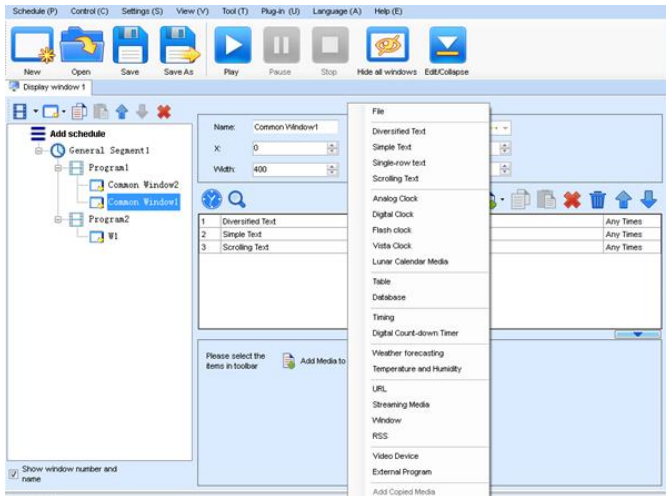 Schedule (P) Control (C) Settings (S) View (V) Tool (T) Plug-in (U) Language (A) Help (E)
New Open Save Save As Play Pause Stop Hide all windows Edit/Collapse
Display window 1
Add schedule
General Segment1
Program1
Common Window2
Common Window1
Program2
W1
Show window number and
name
Name: Common Window1
X: 0
Width: 400
1 Diversified Text Any Times
2 Simple Text Any Times
3 Scrolling Text Any Times
Please select the
items in toolbar
Add Media to
File
Diversified Text
Simple Text
Single-row text
Scrolling Text
Analog Clock
Digital Clock
Flash clock
Vista Clock
Lunar Calendar Media
Table
Database
Timing
Digital Count-down Timer
Weather forecasting
Temperature and Humidity
URL
Streaming Media
Window
RSS
Video Device
External Program
Add Copied Media